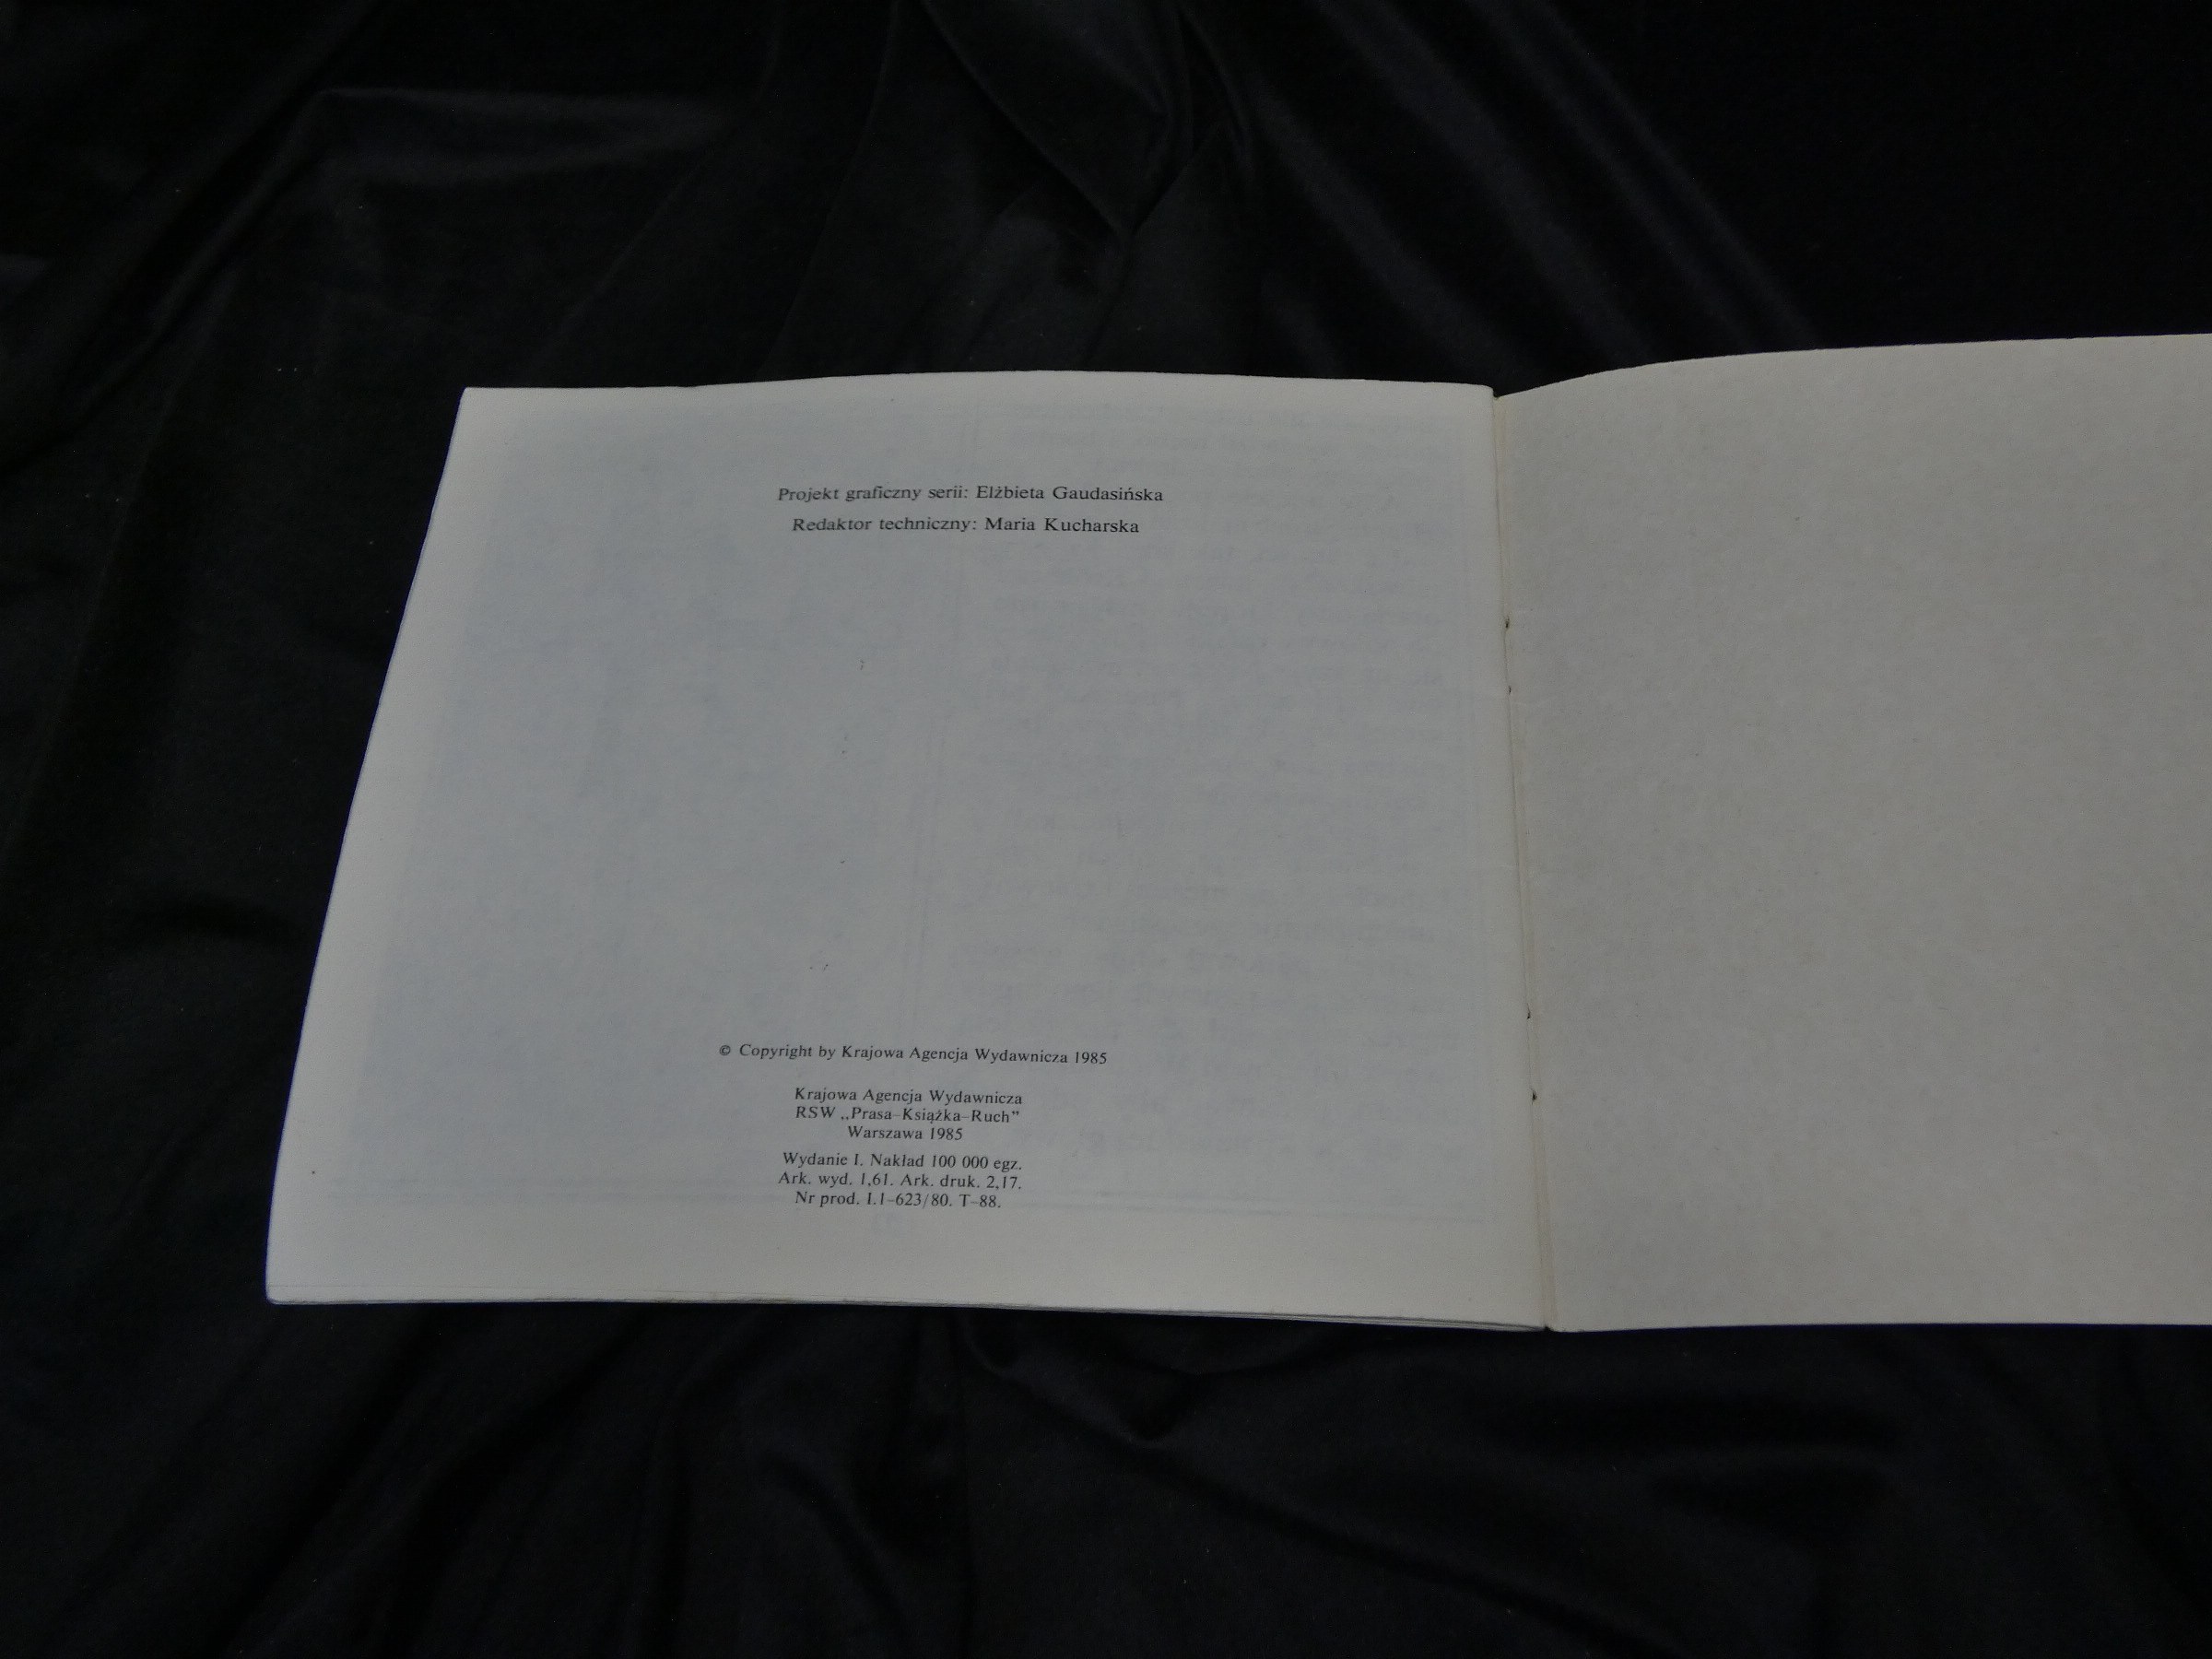 Projekt graficzny serii: Elżbieta Gaudasińska
Redaktor techniczny: Maria Kucharska
© Copyright by Krajowa Agencja Wydawnicza 1985
Krajowa Agencja Wydawnicza
RSW „Prasa–Książka–Ruch”
Warszawa 1985
Wydanie I. Nakład 100 000 egz.
Ark. wyd. 1,61. Ark. druk. 2,17.
Nr prod. I.1–623/80. T–88.